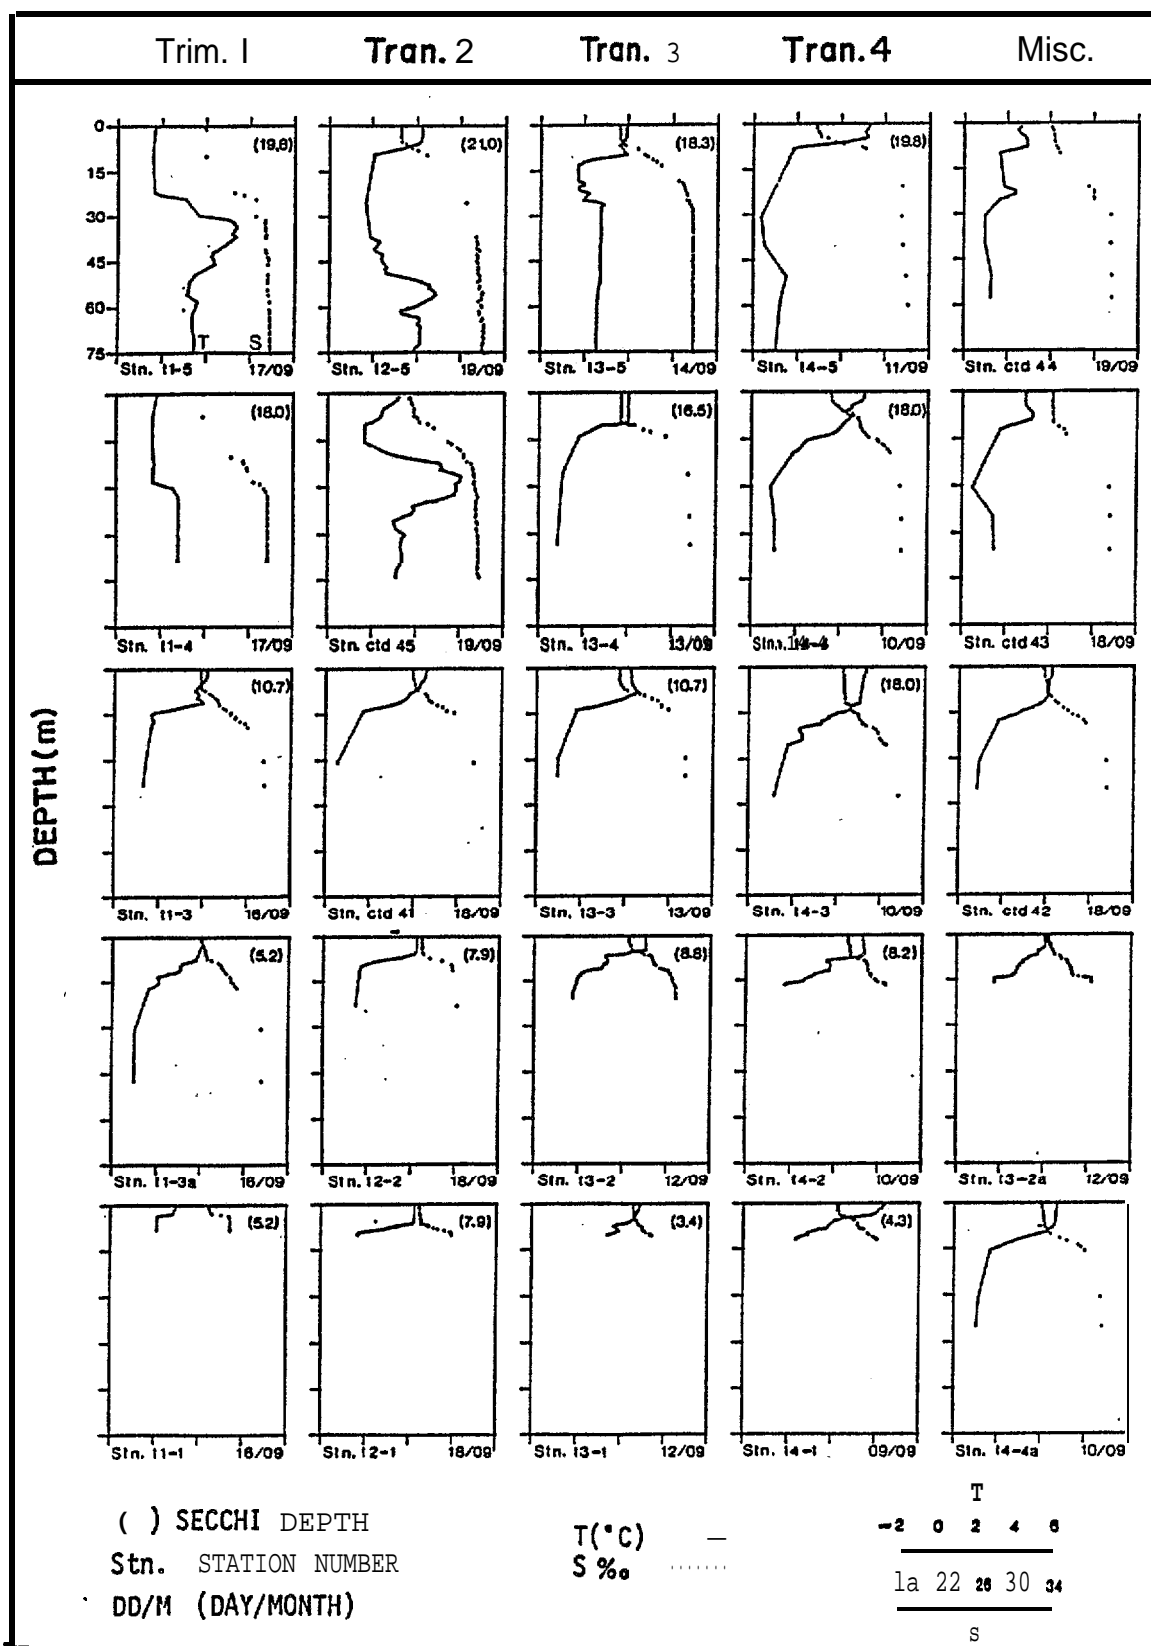 Trim. I Tran. 2 Tran. 3 Tran. 4 Misc.
0 (19.8) (21.0) (18.3) (19.8)
15
30
45
60
T S
75
Stn. 11-5 17/09 Stn. 12-5 19/09 Stn. 13-5 14/09 Stn. 14-5 11/09 Stn. ctd 44 19/09
(18.0) (16.5) (18.0)
Stn. 11-4 17/09 Stn. ctd 45 19/09 Stn. 13-4 13/09 Stn. 14-4 10/09 Stn. ctd 43 18/09
(10.7) (10.7) (18.0)
DEPTH (m)
Stn. 11-3 16/09 Stn. ctd 41 18/09 Stn. 13-3 13/09 Stn. 14-3 10/09 Stn. ctd 42 18/09
(5.2) (7.9) (8.8) (8.2)
Stn. 11-3a 16/09 Stn. 12-2 18/09 Stn. 13-2 12/09 Stn. 14-2 10/09 Stn. 13-2a 12/09
(5.2) (7.9) (3.4) (4.3)
Stn. 11-1 16/09 Stn. 12-1 18/09 Stn. 13-1 12/09 Stn. 14-1 09/09 Stn. 14-4a 10/09
( ) SECCHI DEPTH
Stn. STATION NUMBER
DD/M (DAY/MONTH)
T(°C) —
S ‰ .......
T
-2 0 2 4 6
la 22 26 30 34
S